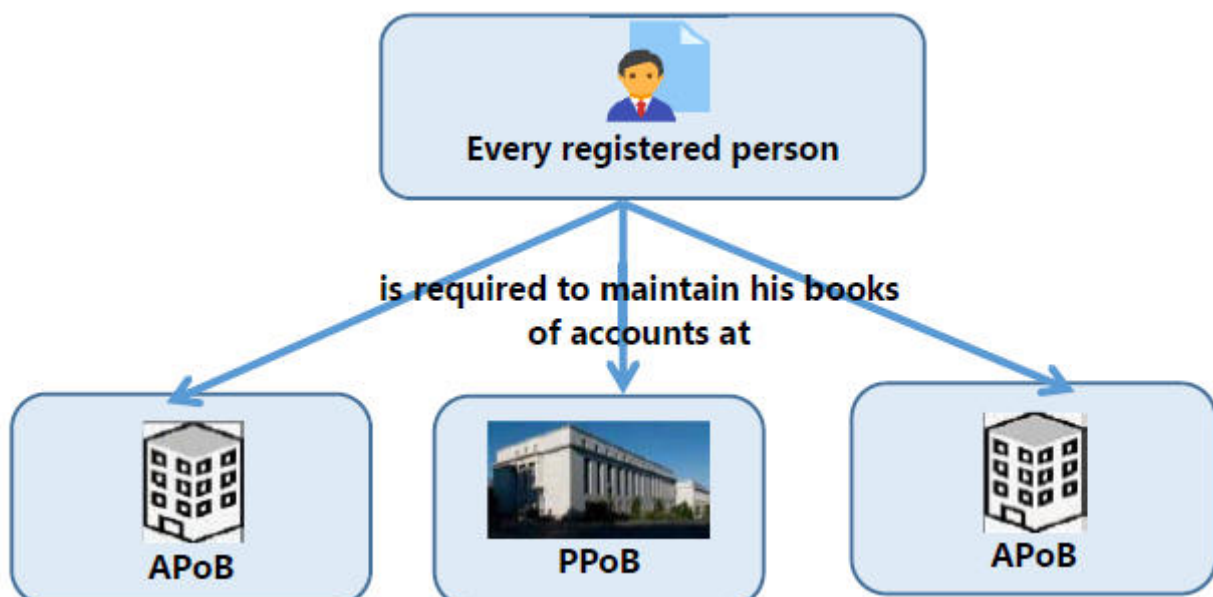 Every registered person
is required to maintain his books
of accounts at
APoB
PPoB
APoB